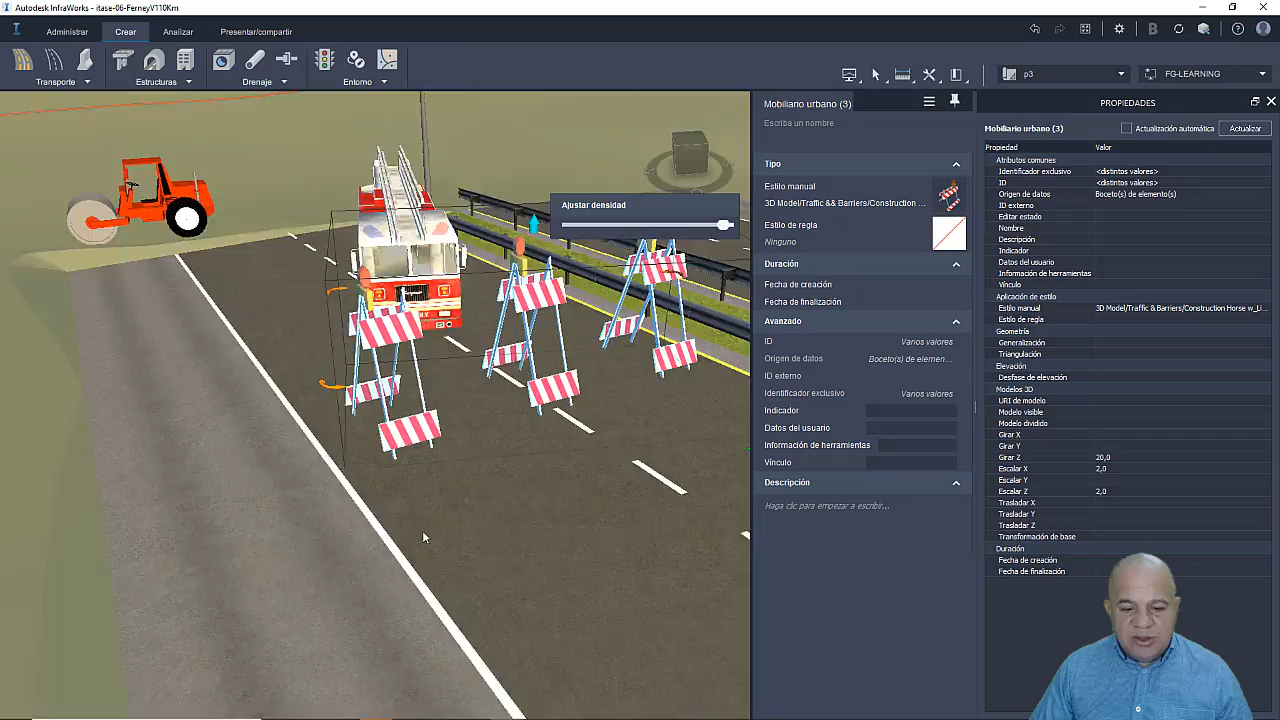 Autodesk InfraWorks - itase-06-FerneyV110Km
Administrar
Crear
Analizar
Presentar/compartir
Transporte
Estructuras
Drenaje
Entorno
p3
FG-LEARNING
Ajustar densidad
Mobiliario urbano (3)
Escriba un nombre
Tipo
Estilo manual
3D Model/Traffic && Barriers/Construction ...
Estilo de regla
Ninguno
Duración
Fecha de creación
Fecha de finalización
Avanzado
ID Varios valores
Origen de datos Boceto(s) de elemen...
ID externo
Identificador exclusivo Varios valores
Indicador
Datos del usuario
Información de herramientas
Vínculo
Descripción
Haga clic para empezar a escribir...
PROPIEDADES
Mobiliario urbano (3) Actualización automática Actualizar
Propiedad Valor
Atributos comunes
Identificador exclusivo <distintos valores>
ID <distintos valores>
Origen de datos Boceto(s) de elemento(s)
ID externo
Editar estado
Nombre
Descripción
Indicador
Datos del usuario
Información de herramientas
Vínculo
Aplicación de estilo
Estilo manual 3D Model/Traffic & Barriers/Construction Horse w_Li...
Estilo de regla
Geometría
Generalización
Triangulación
Elevación
Desfase de elevación
Modelos 3D
URI de modelo
Modelo visible
Modelo dividido
Girar X
Girar Y
Girar Z 20,0
Escalar X 2,0
Escalar Y
Escalar Z 2,0
Trasladar X
Trasladar Y
Trasladar Z
Transformación de base
Duración
Fecha de creación
Fecha de finalización